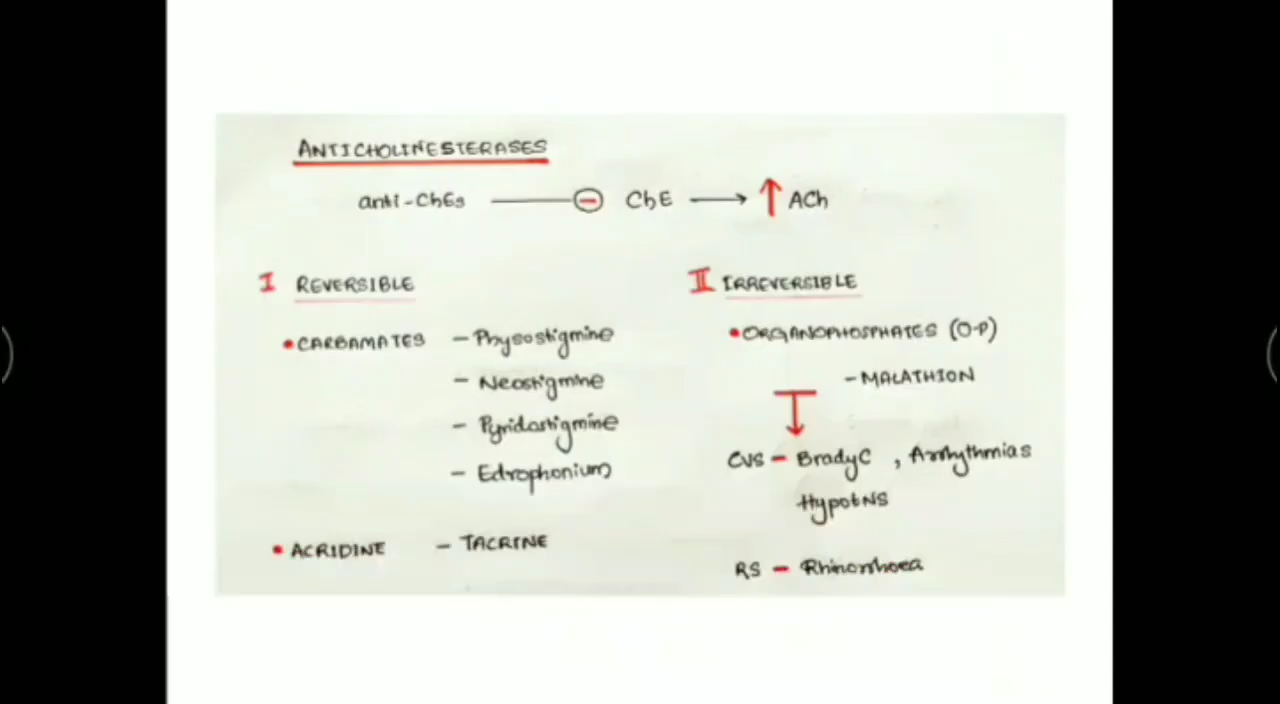 ANTICHOLINESTERASES
anti-ChEs — ⊖ ChE → ↑ ACh
I REVERSIBLE
• CARBAMATES – Physostigmine
– Neostigmine
– Pyridostigmine
– Edrophonium
• ACRIDINE – TACRINE
II IRREVERSIBLE
• ORGANOPHOSPHATES (O-P)
– MALATHION
CVS – BradyC , Arrhythmias
HypotNS
RS – Rhinorrhoea